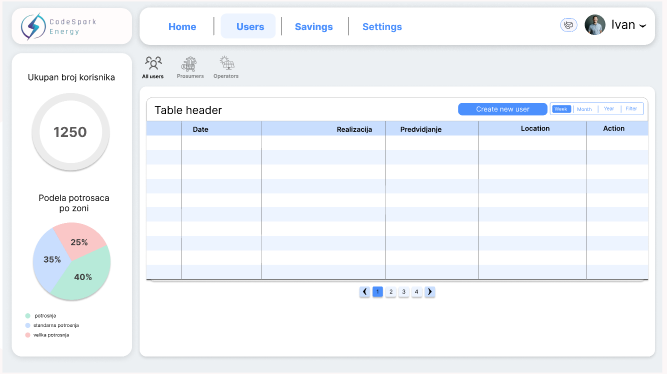 CodeSpark
Energy
Home
Users
Savings
Settings
Ivan
Ukupan broj korisnika
1250
Podela potrosaca
po zoni
25%
35%
40%
potrosnje
standarna potrosnja
velika potrosnja
All users
Prosumers
Operators
Table header
Create new user
Week
Month
Year
Filter
Date
Realizacija
Predvidjanje
Location
Action
1
2
3
4